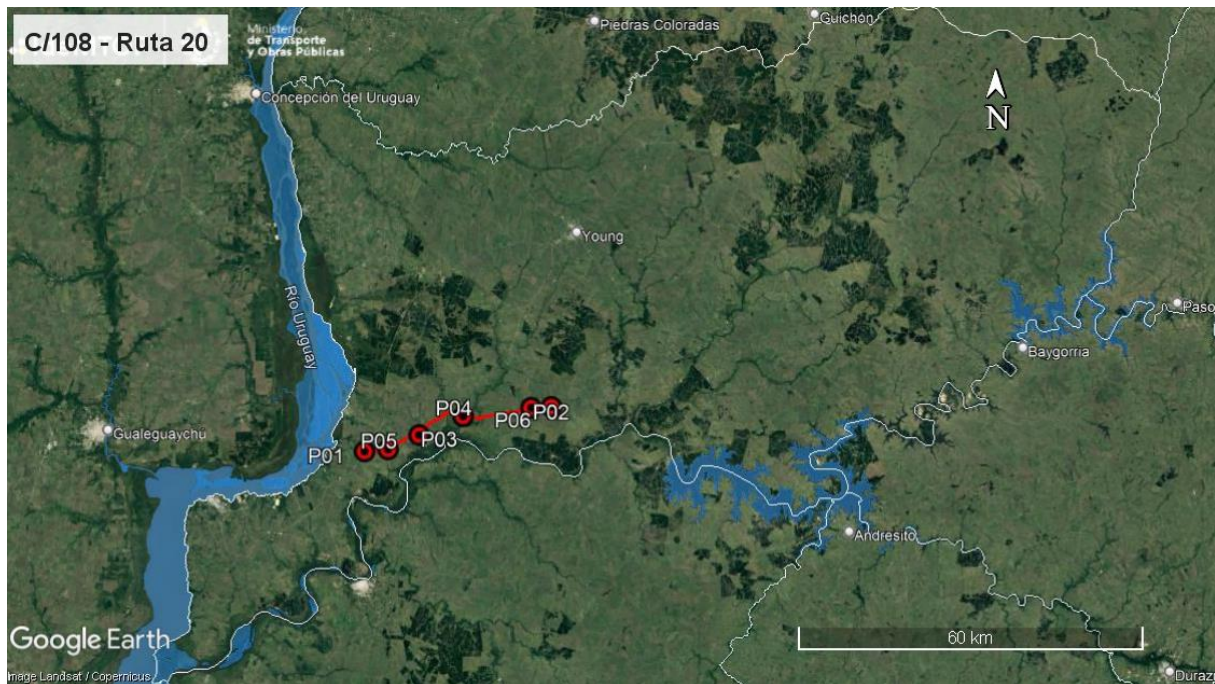 C/108 - Ruta 20
Ministerio
de Transporte
y Obras Públicas
Piedras Coloradas
Guichón
Concepción del Uruguay
N
Young
Río Uruguay
Paso
Baygorria
Gualeguaychú
P01
P05
P03
P04
P06
P02
Andresito
Google Earth
60 km
Image Landsat / Copernicus
Durazn